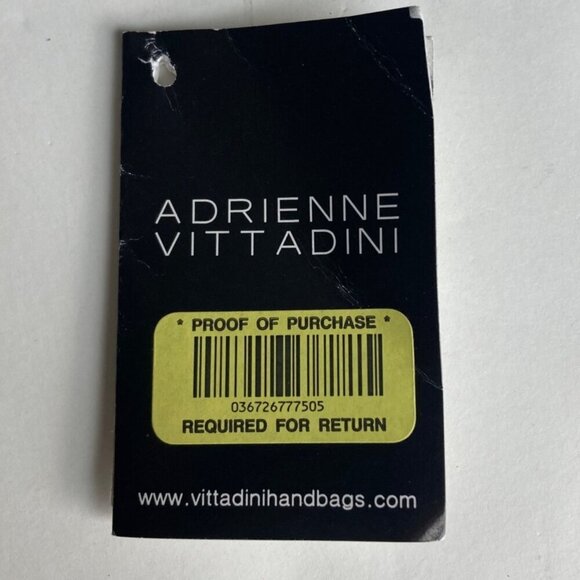 ADRIENNE
VITTADINI
* PROOF OF PURCHASE *
036726777505
REQUIRED FOR RETURN
www.vittadinihandbags.com